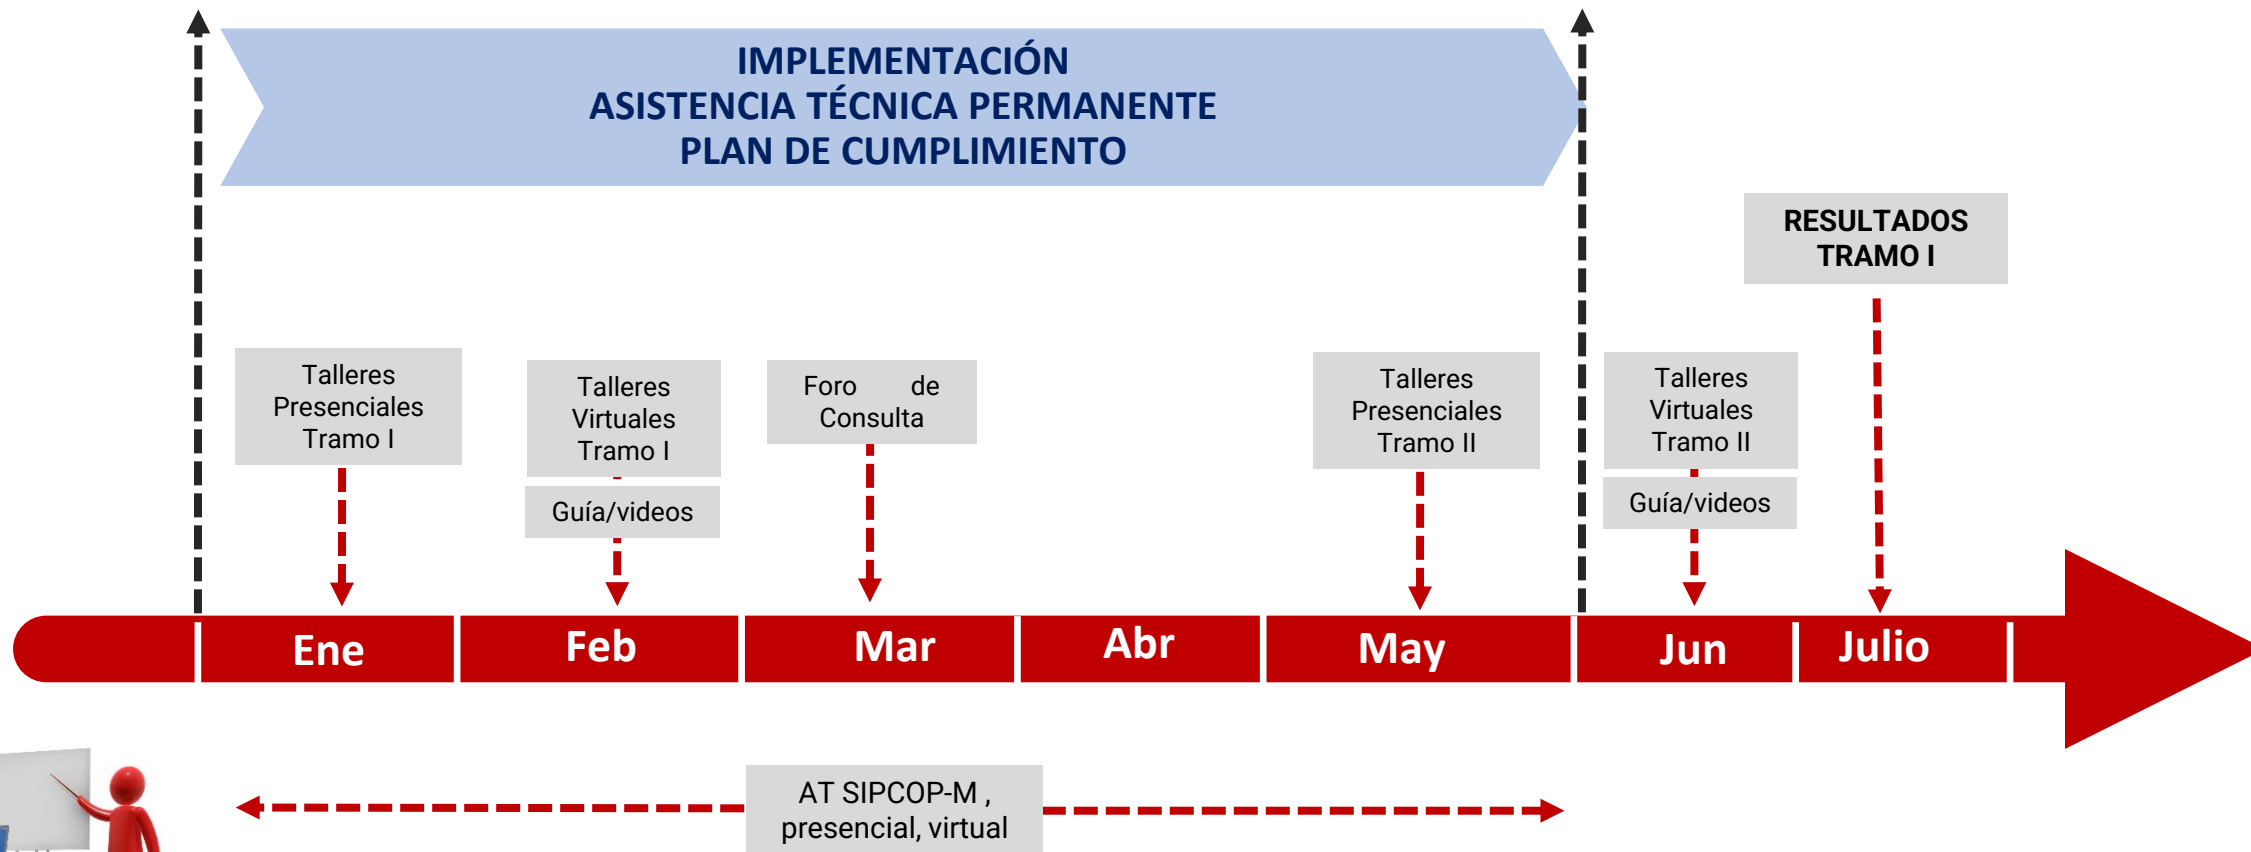 IMPLEMENTACIÓN
ASISTENCIA TÉCNICA PERMANENTE
PLAN DE CUMPLIMIENTO
RESULTADOS
TRAMO I
Talleres
Presenciales
Tramo I
Talleres
Virtuales
Tramo I
Guía/videos
Foro de
Consulta
Talleres
Presenciales
Tramo II
Talleres
Virtuales
Tramo II
Guía/videos
Ene
Feb
Mar
Abr
May
Jun
Julio
AT SIPCOP-M ,
presencial, virtual